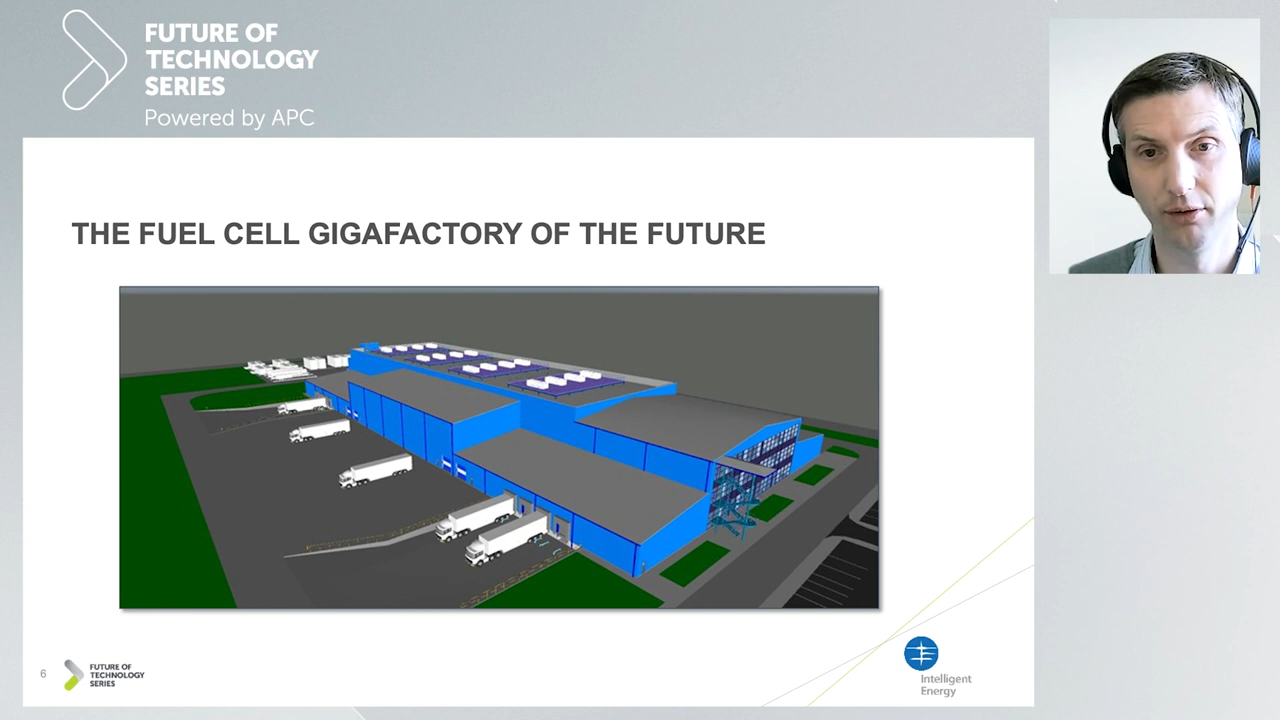 FUTURE OF
TECHNOLOGY
SERIES
Powered by APC
THE FUEL CELL GIGAFACTORY OF THE FUTURE
6
FUTURE OF
TECHNOLOGY
SERIES
Intelligent
Energy